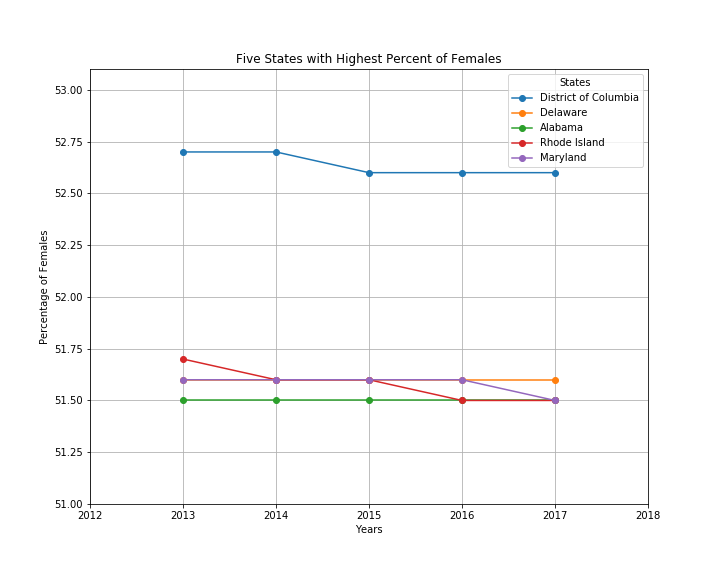 Five States with Highest Percent of Females
States
District of Columbia
Delaware
Alabama
Rhode Island
Maryland
Percentage of Females
53.00
52.75
52.50
52.25
52.00
51.75
51.50
51.25
51.00
2012 2013 2014 2015 2016 2017 2018
Years